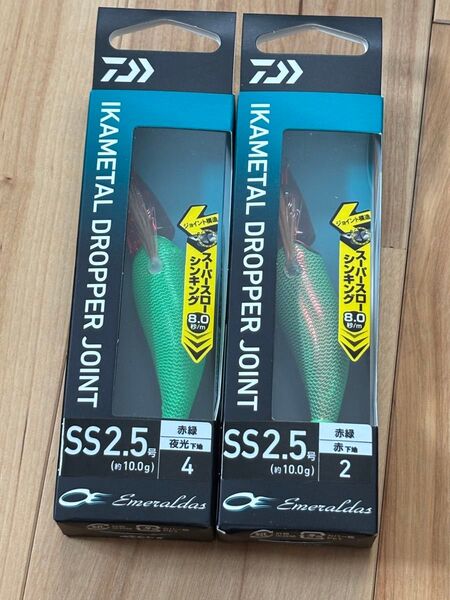 IKAMETAL DROPPER JOINT
ジョイント構造
スーパースロー
シンキング
8.0
秒/m
SS2.5号
(約10.0g)
赤緑
夜光下地
4
Emeraldas
IKAMETAL DROPPER JOINT
ジョイント構造
スーパースロー
シンキング
8.0
秒/m
SS2.5号
(約10.0g)
赤緑
赤下地
2
Emeraldas